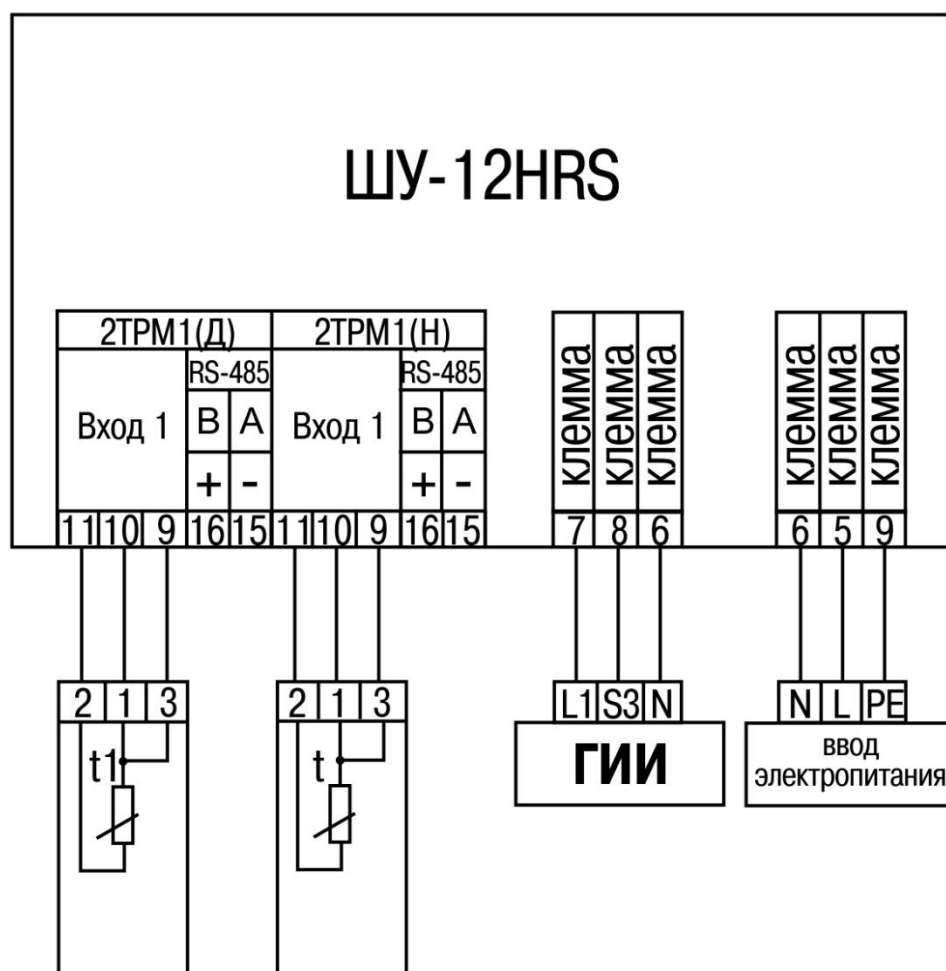 ШУ-12HRS
2ТРМ1(Д) 2ТРМ1(Н)
RS-485 RS-485
Вход 1 B A Вход 1 B A
+ - + -
11 10 9 16 15 11 10 9 16 15
клемма клемма клемма клемма клемма клемма
7 8 6 6 5 9
2 1 3 2 1 3 L1 S3 N N L PE
t1 t ГИИ ввод
электропитания